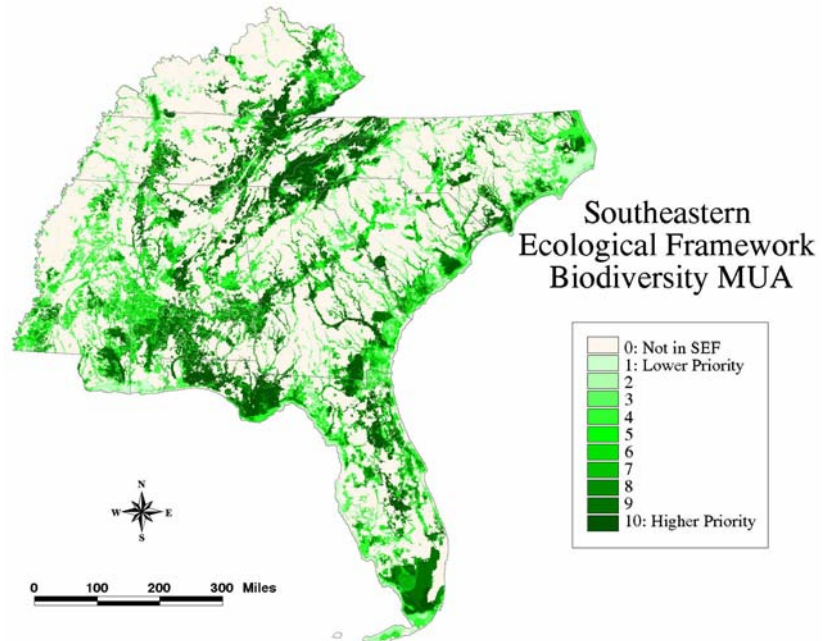 Southeastern
Ecological Framework
Biodiversity MUA
0: Not in SEF
1: Lower Priority
2
3
4
5
6
7
8
9
10: Higher Priority
N
W E
S
0 100 200 300 Miles